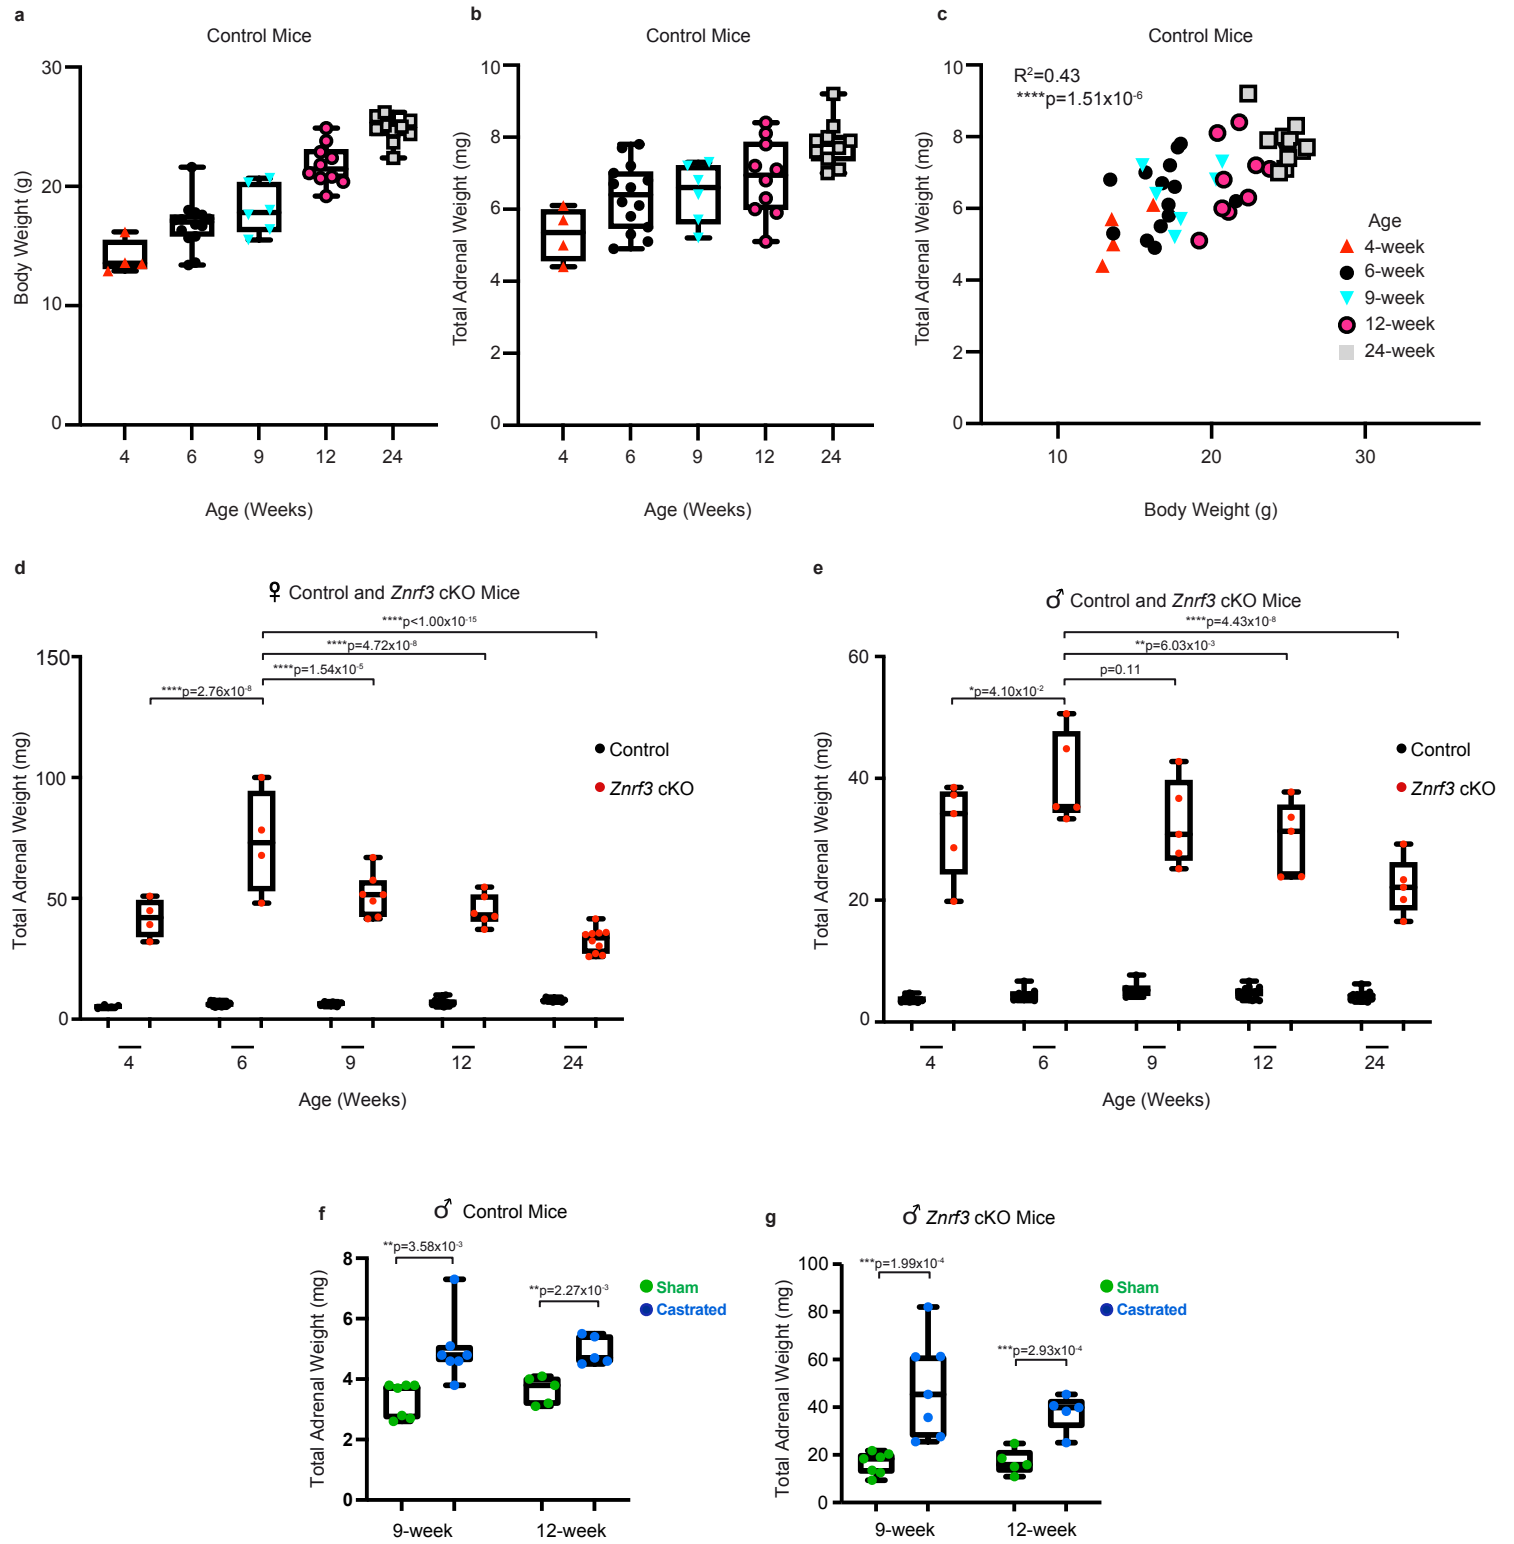 a
Control Mice
Body Weight (g)
30
20
10
0
4 6 9 12 24
Age (Weeks)
b
Control Mice
Total Adrenal Weight (mg)
10
8
6
4
2
0
4 6 9 12 24
Age (Weeks)
c
Control Mice
R²=0.43
****p=1.51x10⁻⁶
Total Adrenal Weight (mg)
10
8
6
4
2
0
10 20 30
Body Weight (g)
Age
4-week
6-week
9-week
12-week
24-week
d
♀ Control and Znrf3 cKO Mice
****p<1.00x10⁻¹⁵
****p=4.72x10⁻⁸
****p=1.54x10⁻⁵
****p=2.76x10⁻⁸
Total Adrenal Weight (mg)
150
100
50
0
Control
Znrf3 cKO
4 6 9 12 24
Age (Weeks)
e
♂ Control and Znrf3 cKO Mice
****p=4.43x10⁻⁸
**p=6.03x10⁻³
p=0.11
*p=4.10x10⁻²
Total Adrenal Weight (mg)
60
40
20
0
Control
Znrf3 cKO
4 6 9 12 24
Age (Weeks)
f
♂ Control Mice
**p=3.58x10⁻³
**p=2.27x10⁻³
Total Adrenal Weight (mg)
8
6
4
2
0
Sham
Castrated
9-week 12-week
g
♂ Znrf3 cKO Mice
***p=1.99x10⁻⁴
***p=2.93x10⁻⁴
Total Adrenal Weight (mg)
100
80
60
40
20
0
Sham
Castrated
9-week 12-week